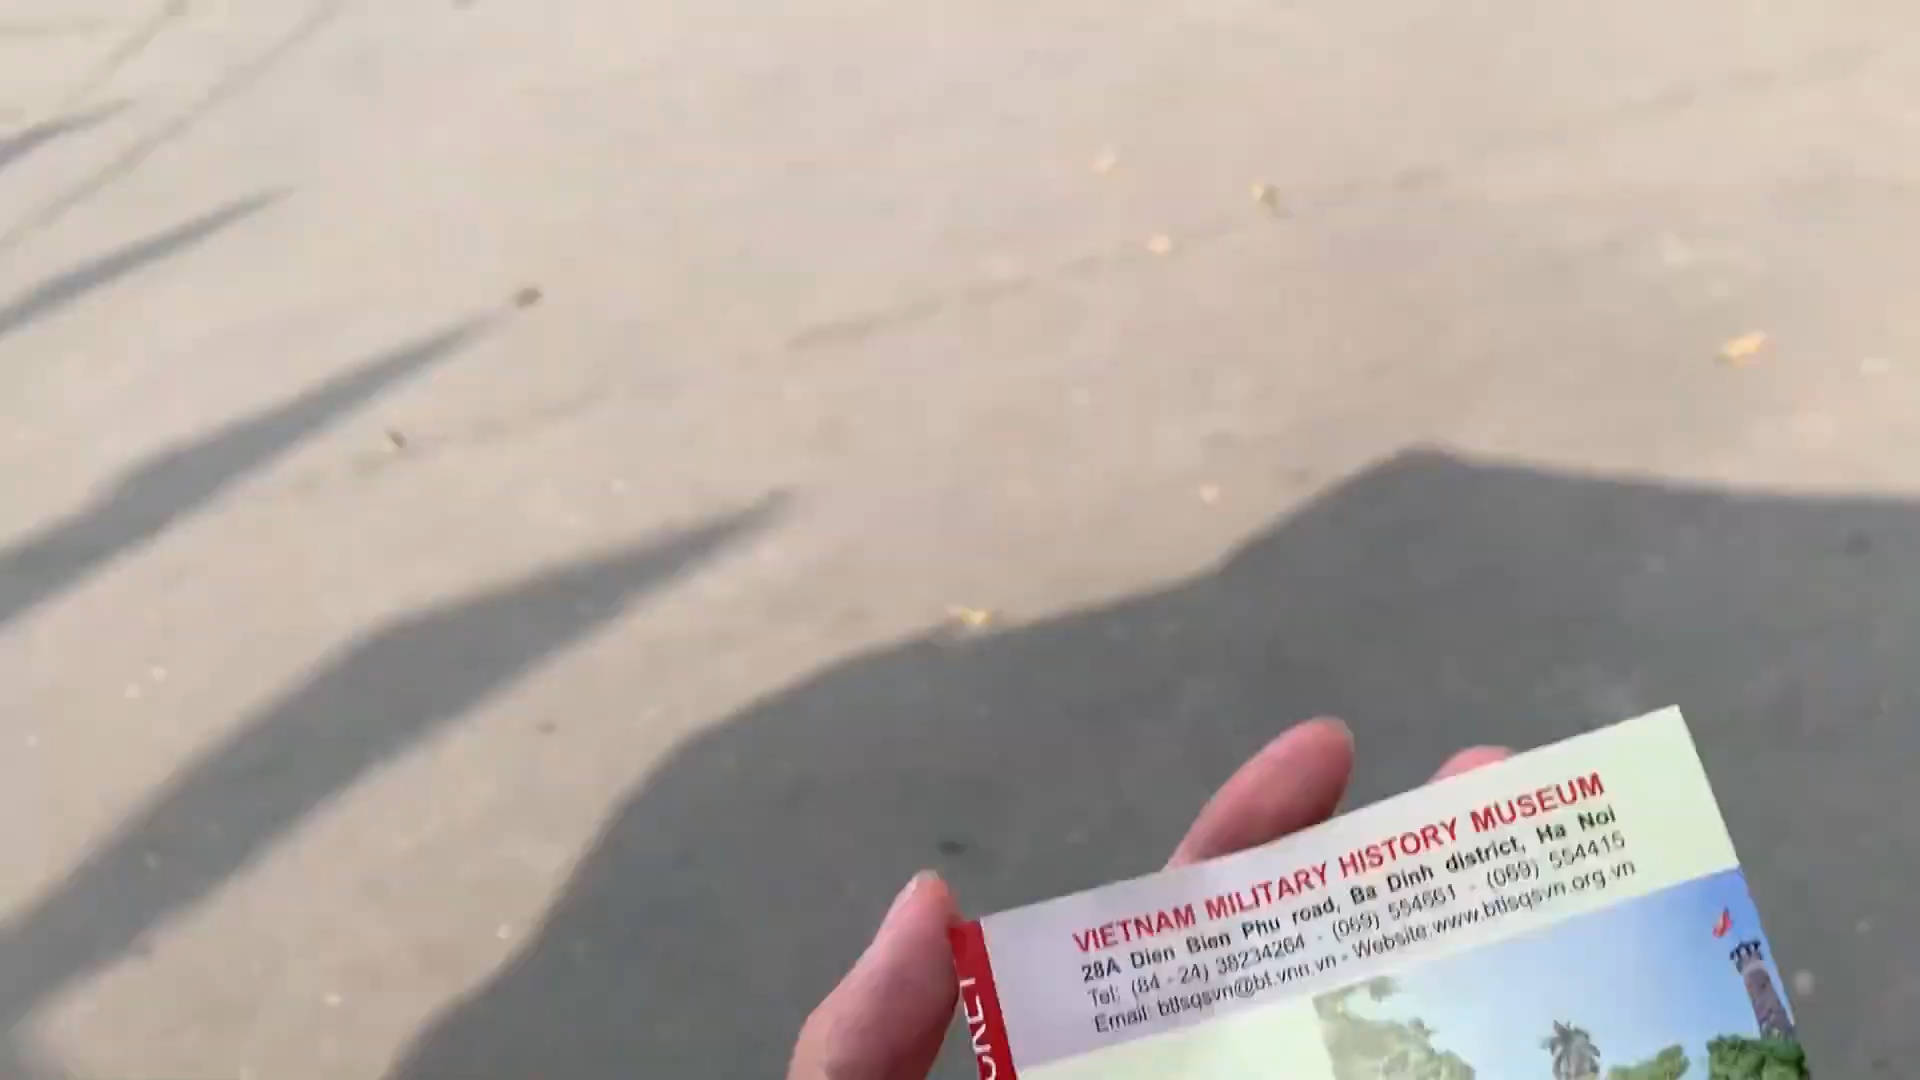 VIETNAM MILITARY HISTORY MUSEUM
28A Dien Bien Phu road, Ba Dinh district, Ha Noi
Tel: (84 - 24) 38234264 - (069) 554561 - (069) 554415
Email: btlsqsvn@bt.vnn.vn - Website:www.btlsqsvn.org.vn